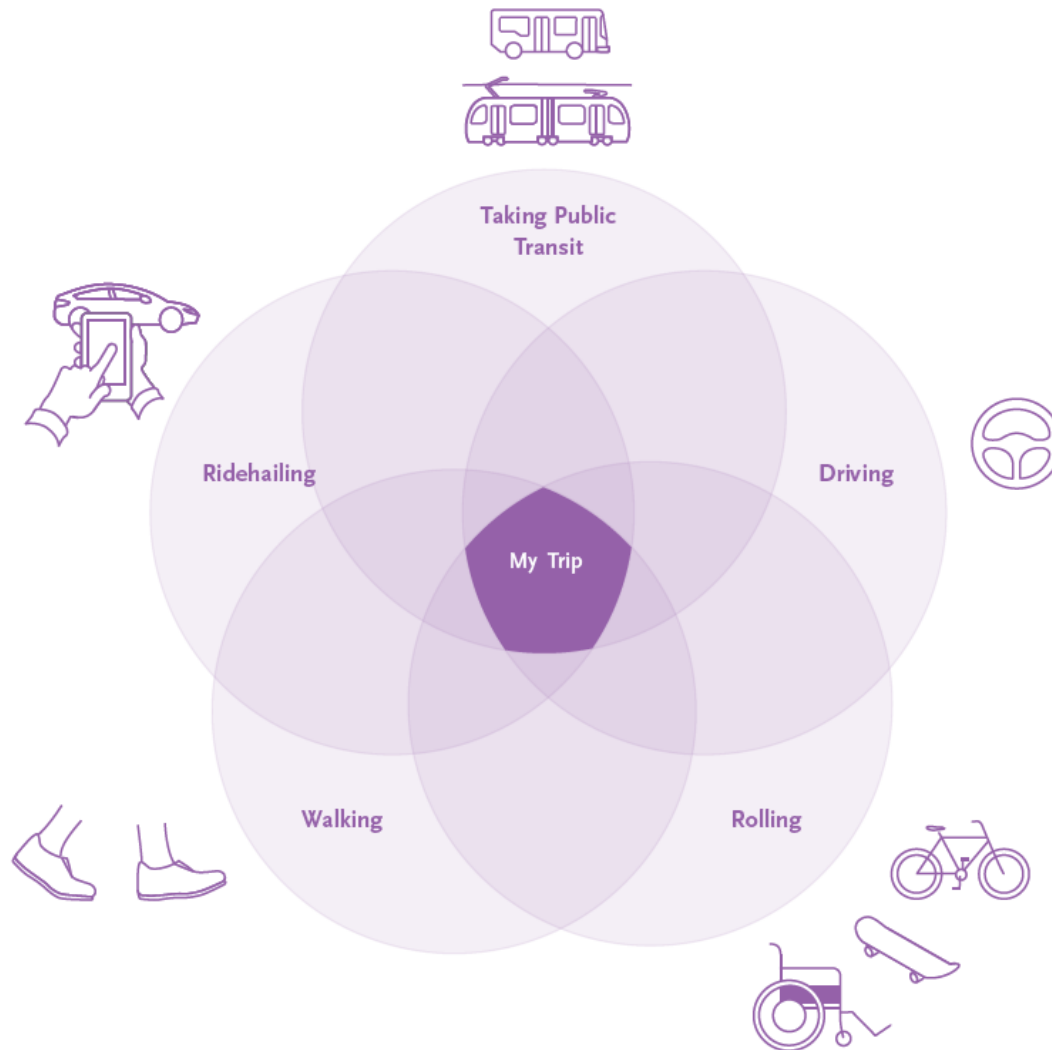 Taking Public
Transit
Ridehailing
Driving
My Trip
Walking
Rolling